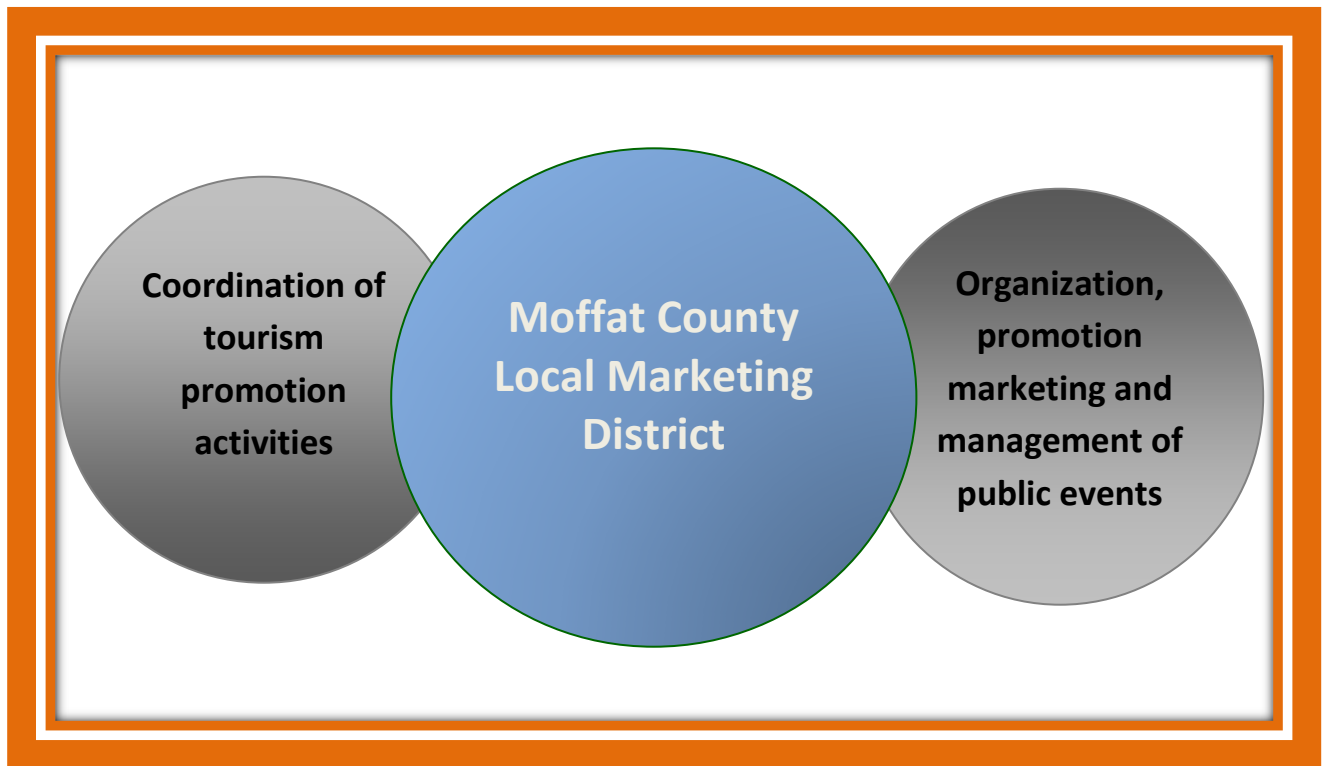 Coordination of
tourism
promotion
activities
Moffat County
Local Marketing
District
Organization,
promotion
marketing and
management of
public events